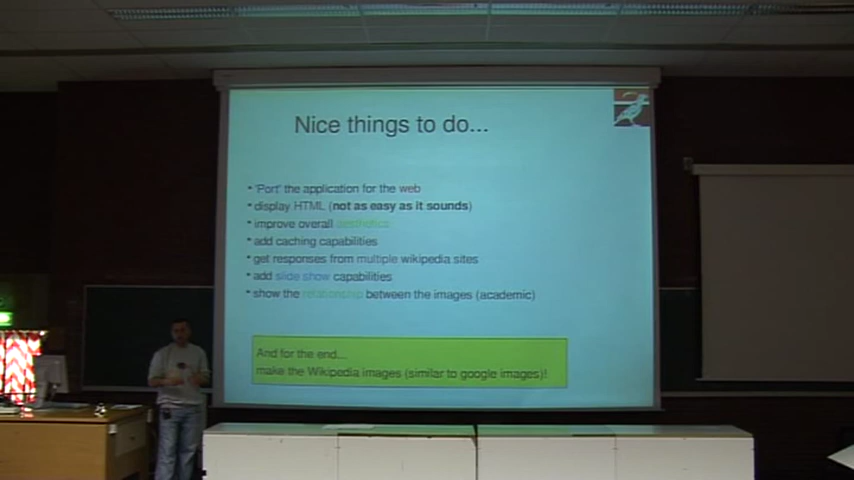 Nice things to do...
• 'Port' the application for the web
• display HTML (not as easy as it sounds)
• improve overall aesthetics
• add caching capabilities
• get responses from multiple wikipedia sites
• add slide show capabilities
• show the relationship between the images (academic)
And for the end...
make the Wikipedia images (similar to google images)!